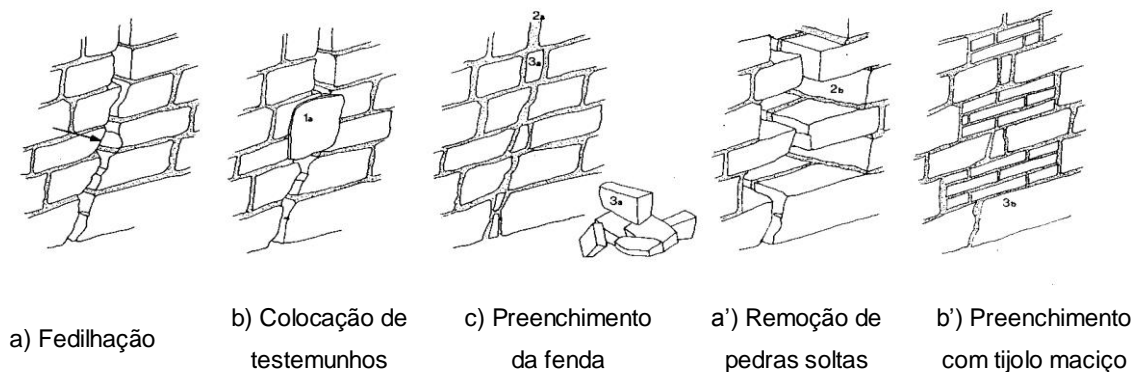 2a
3a
1a
2b
3a
3b
a) Fedilhação
b) Colocação de
testemunhos
c) Preenchimento
da fenda
a’) Remoção de
pedras soltas
b’) Preenchimento
com tijolo maciço